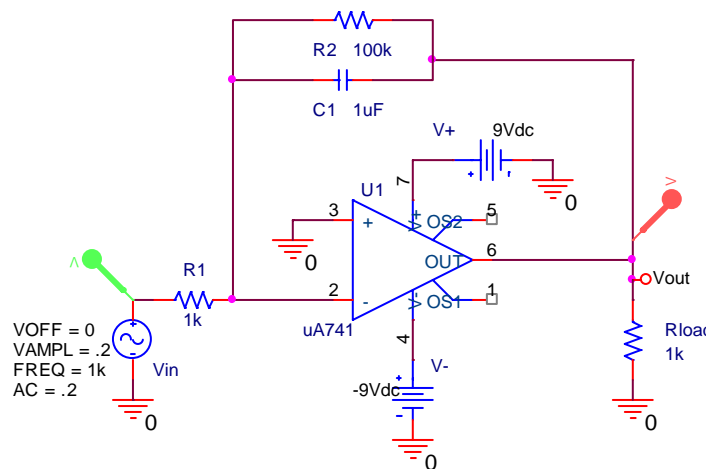 R2 100k
C1 1uF
V+ 9Vdc
0
U1
7
3
+
V+
OS2
5
0
OUT
6
V
V
R1
1k
2
-
V-
OS1
1
Vout
uA741
4
VOFF = 0
VAMPL = .2
FREQ = 1k
AC = .2
Vin
0
V-
-9Vdc
0
Rload
1k
0